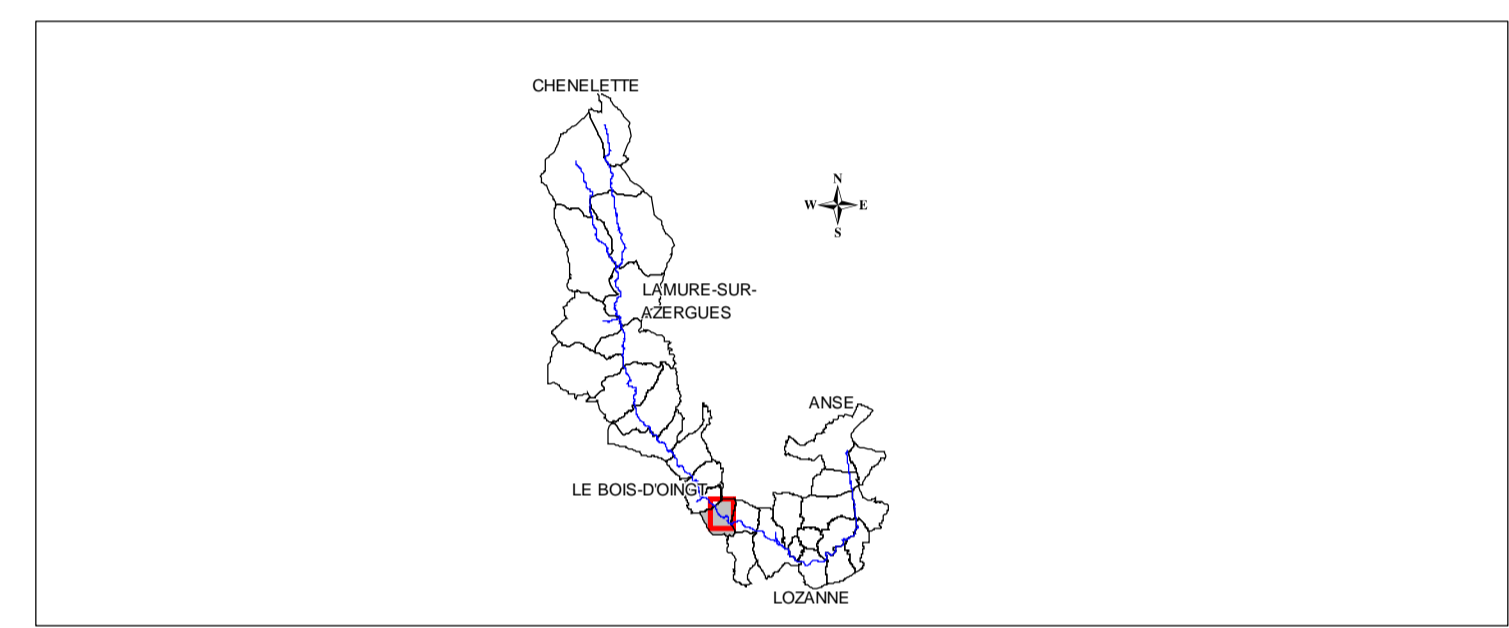 CHENELETTE
N
W E
S
LAMURE-SUR-
AZERGUES
ANSE
LE BOIS-D'OINGT
LOZANNE